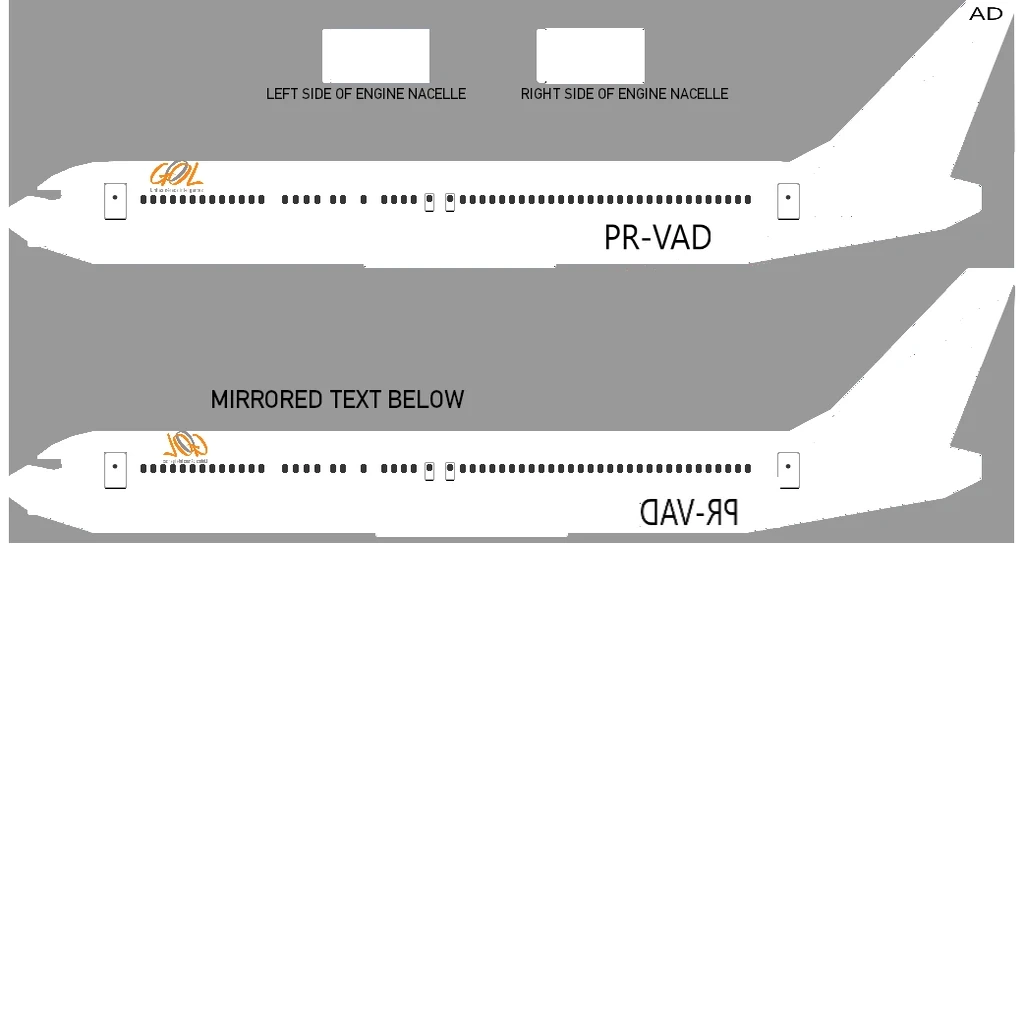 AD
LEFT SIDE OF ENGINE NACELLE
RIGHT SIDE OF ENGINE NACELLE
GOL
PR-VAD
MIRRORED TEXT BELOW
GOL
PR-VAD